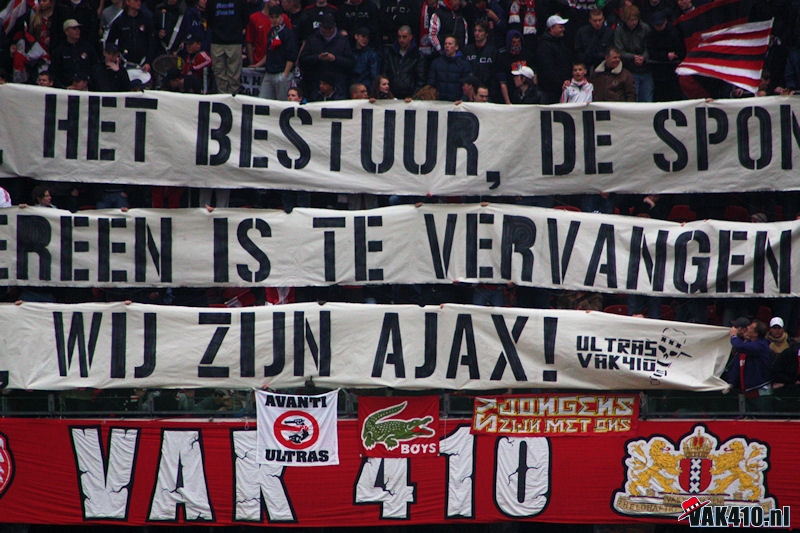 HET BESTUUR, DE SPON
EREEN IS TE VERVANGEN
WIJ ZIJN AJAX!
ULTRAS
VAK410
AVANTI
ULTRAS
BOYS
JONGENS
ZIJN MET ONS
VAK 410
VAK410.nl